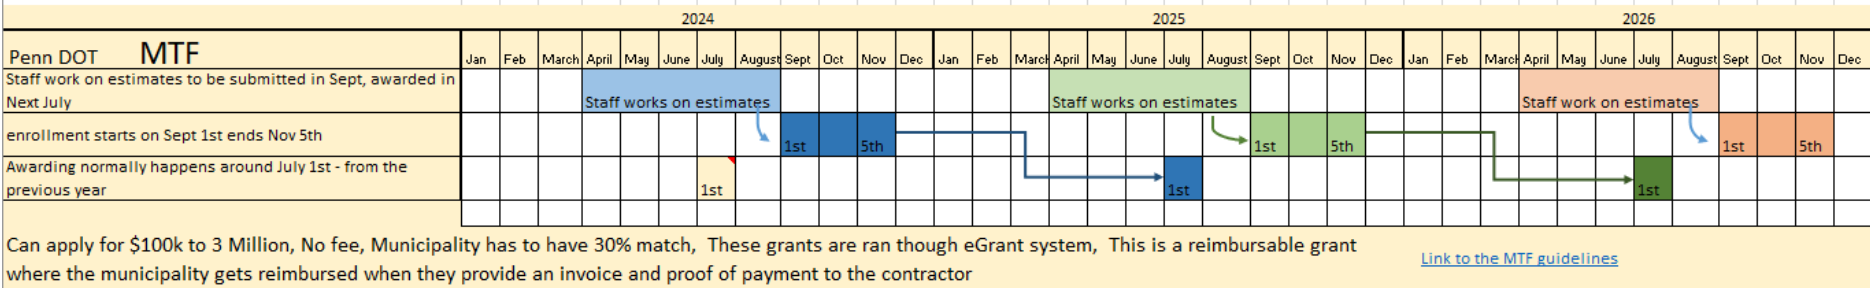 2024 2025 2026
Penn DOT MTF Jan Feb March April May June July August Sept Oct Nov Dec Jan Feb March April May June July August Sept Oct Nov Dec Jan Feb March April May June July August Sept Oct Nov Dec
Staff work on estimates to be submitted in Sept, awarded in
Next July Staff works on estimates Staff works on estimates Staff work on estimates
enrollment starts on Sept 1st ends Nov 5th 1st 5th 1st 5th 1st 5th
Awarding normally happens around July 1st - from the
previous year 1st 1st 1st
Can apply for $100k to 3 Million, No fee, Municipality has to have 30% match, These grants are ran though eGrant system, This is a reimbursable grant
where the municipality gets reimbursed when they provide an invoice and proof of payment to the contractor
Link to the MTF guidelines